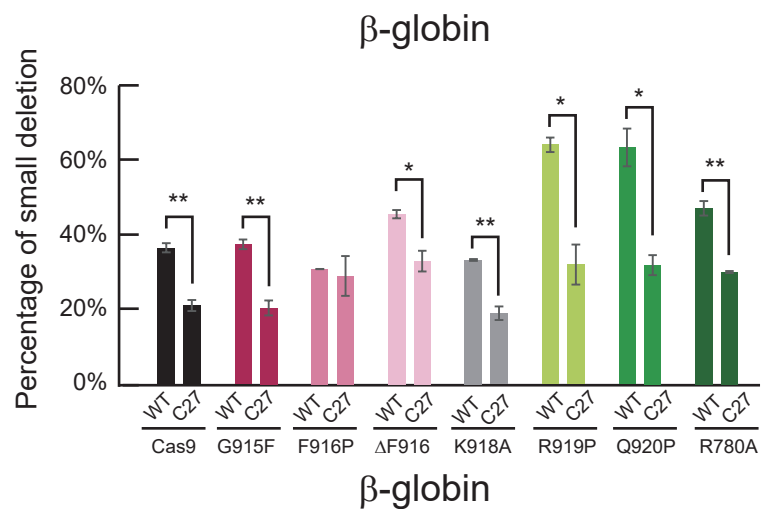 β-globin
Percentage of small deletion
80%
60%
40%
20%
0%
** ** * ** * * **
WT C27 WT C27 WT C27 WT C27 WT C27 WT C27 WT C27 WT C27
Cas9 G915F F916P ΔF916 K918A R919P Q920P R780A
β-globin